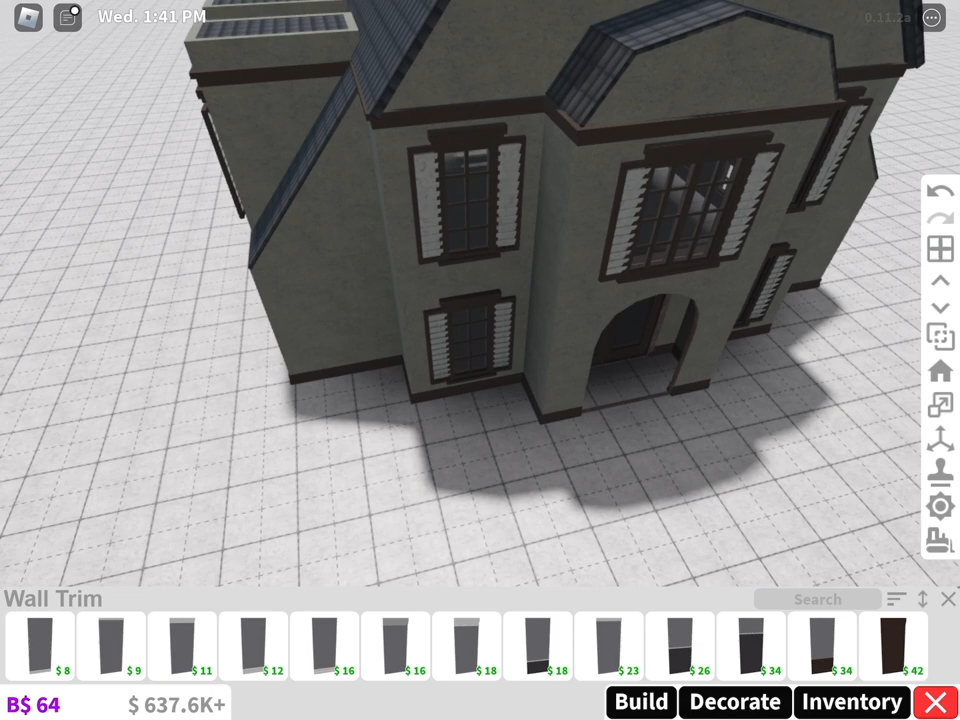 Wed. 1:41 PM
0.11.2a
Wall Trim
Search
$ 8
$ 9
$ 11
$ 12
$ 16
$ 16
$ 18
$ 18
$ 23
$ 26
$ 34
$ 34
$ 42
B$ 64
$ 637.6K+
Build
Decorate
Inventory